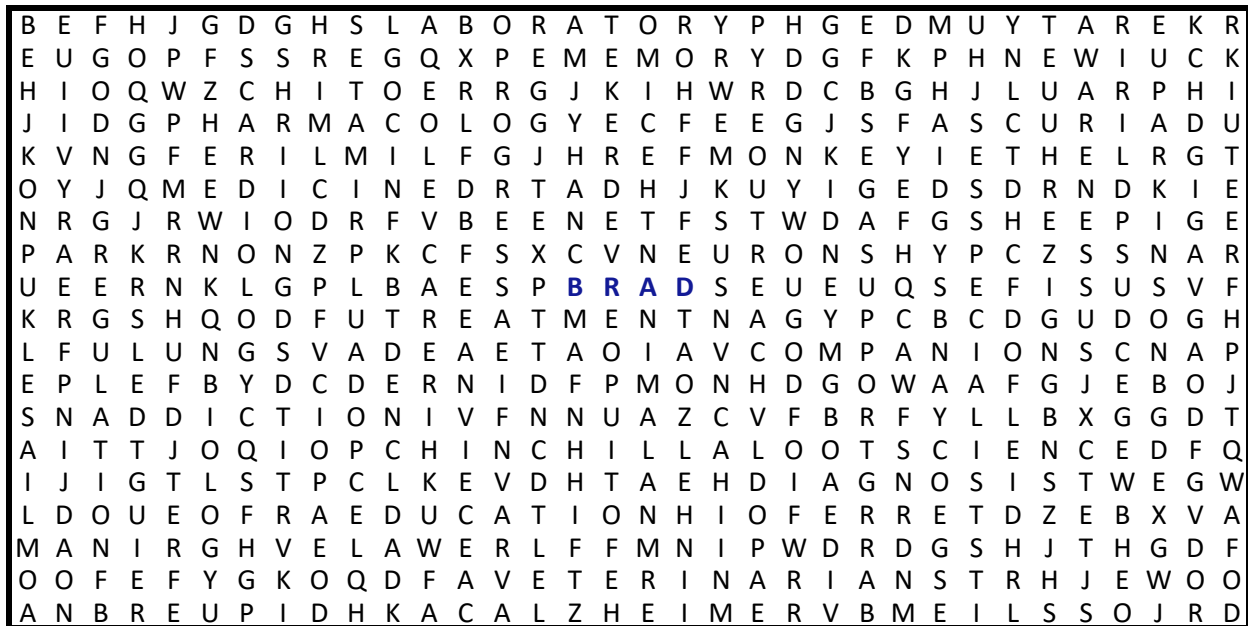 B E F H J G D G H S L A B O R A T O R Y P H G E D M U Y T A R E K R
E U G O P F S S R E G Q X P E M E M O R Y D G F K P H N E W I U C K
H I O Q W Z C H I T O E R R G J K I H W R D C B G H J L U A R P H I
J I D G P H A R M A C O L O G Y E C F E E G J S F A S C U R I A D U
K V N G F E R I L M I L F G J H R E F M O N K E Y I E T H E L R G T
O Y J Q M E D I C I N E D R T A D H J K U Y I G E D S D R N D K I E
N R G J R W I O D R F V B E E N E T F S T W D A F G S H E E P I G E
P A R K R N O N Z P K C F S X C V N E U R O N S H Y P C Z S S N A R
U E E R N K L G P L B A E S P B R A D S E U E U Q S E F I S U S V F
K R G S H Q O D F U T R E A T M E N T N A G Y P C B C D G U D O G H
L F U L U N G S V A D E A E T A O I A V C O M P A N I O N S C N A P
E P L E F B Y D C D E R N I D F P M O N H D G O W A A F G J E B O J
S N A D D I C T I O N I V F N N U A Z C V F B R F Y L L B X G G D T
A I T T J O Q I O P C H I N C H I L L A L O O T S C I E N C E D F Q
I J I G T L S T P C L K E V D H T A E H D I A G N O S I S T W E G W
L D O U E O F R A E D U C A T I O N H I O F E R R E T D Z E B X V A
M A N I R G H V E L A W E R L F F M N I P W D R D G S H J T H G D F
O O F E F Y G K O Q D F A V E T E R I N A R I A N S T R H J E W O O
A N B R E U P I D H K A C A L Z H E I M E R V B M E I L S S O J R D